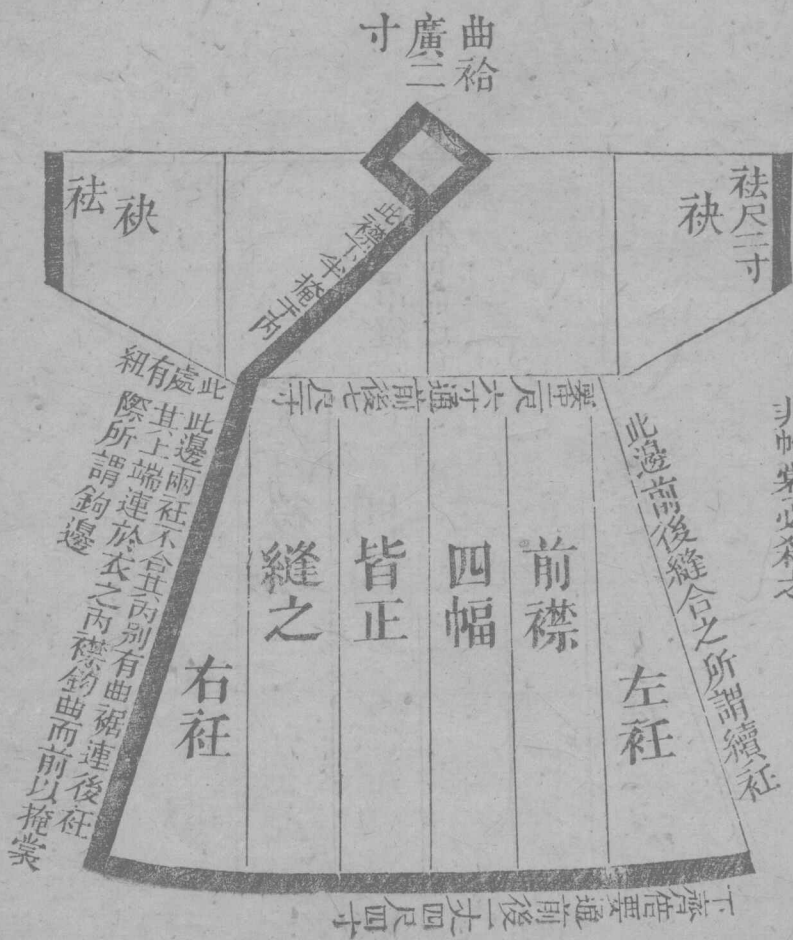 曲袷
廣二
寸
袪尺二寸
袂
袂
袪
此襟下半掩于內
要中三尺六寸通前後七尺二寸
此邊前後縫合之所謂續衽
左衽
前襟
四幅
皆正
縫之
右衽
此處有紐
此邊兩衽不合其內別有曲裾連後衽
其上端連於衣之內襟鉤曲而前以掩裳
際所謂鉤邊
下齊倍要通前後一丈四尺四寸